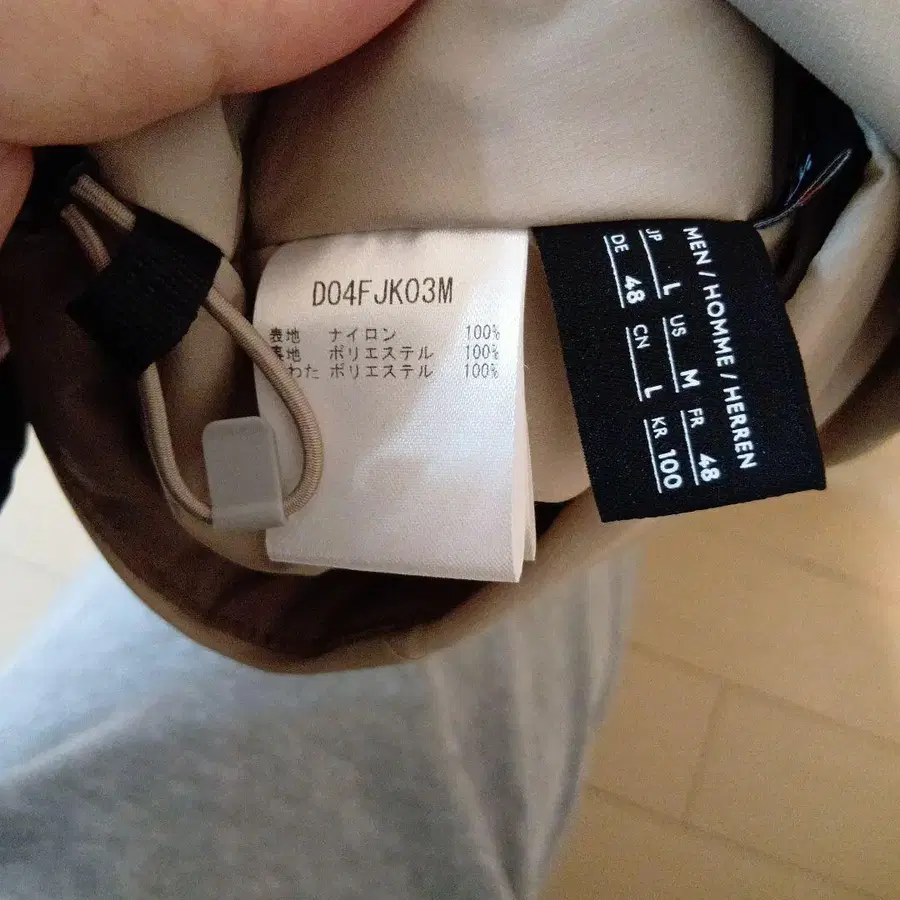 D04FJK03M
表地 ナイロン 100%
裏地 ポリエステル 100%
わた ポリエステル 100%
MEN / HOMME / HERREN
JP L US M FR 48
DE 48 CN L KR 100